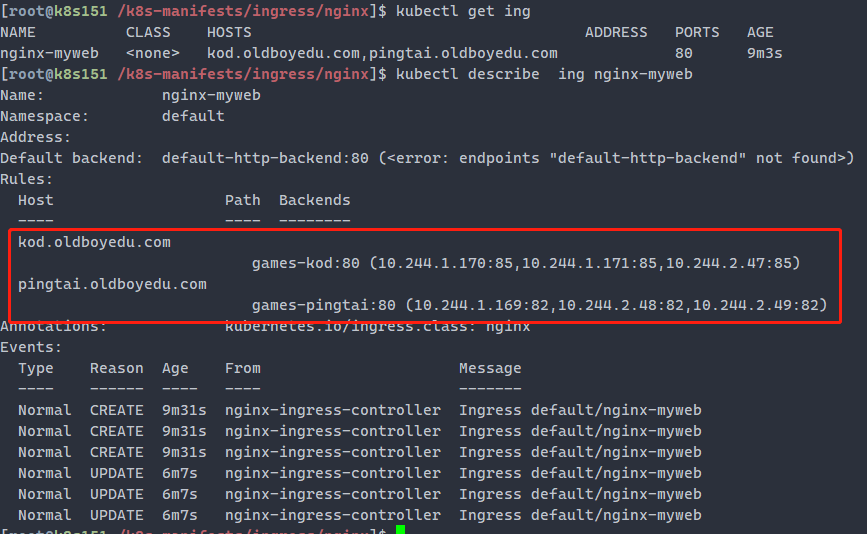 [root@k8s151 /k8s-manifests/ingress/nginx]$ kubectl get ing
NAME CLASS HOSTS ADDRESS PORTS AGE
nginx-myweb <none> kod.oldboyedu.com,pingtai.oldboyedu.com 80 9m3s
[root@k8s151 /k8s-manifests/ingress/nginx]$ kubectl describe ing nginx-myweb
Name: nginx-myweb
Namespace: default
Address:
Default backend: default-http-backend:80 (<error: endpoints "default-http-backend" not found>)
Rules:
Host Path Backends
---- ---- --------
kod.oldboyedu.com
games-kod:80 (10.244.1.170:85,10.244.1.171:85,10.244.2.47:85)
pingtai.oldboyedu.com
games-pingtai:80 (10.244.1.169:82,10.244.2.48:82,10.244.2.49:82)
Annotations: kubernetes.io/ingress.class: nginx
Events:
Type Reason Age From Message
---- ------ ---- ---- -------
Normal CREATE 9m31s nginx-ingress-controller Ingress default/nginx-myweb
Normal CREATE 9m31s nginx-ingress-controller Ingress default/nginx-myweb
Normal CREATE 9m31s nginx-ingress-controller Ingress default/nginx-myweb
Normal UPDATE 6m7s nginx-ingress-controller Ingress default/nginx-myweb
Normal UPDATE 6m7s nginx-ingress-controller Ingress default/nginx-myweb
Normal UPDATE 6m7s nginx-ingress-controller Ingress default/nginx-myweb
[root@k8s151 /k8s-manifests/ingress/nginx]$